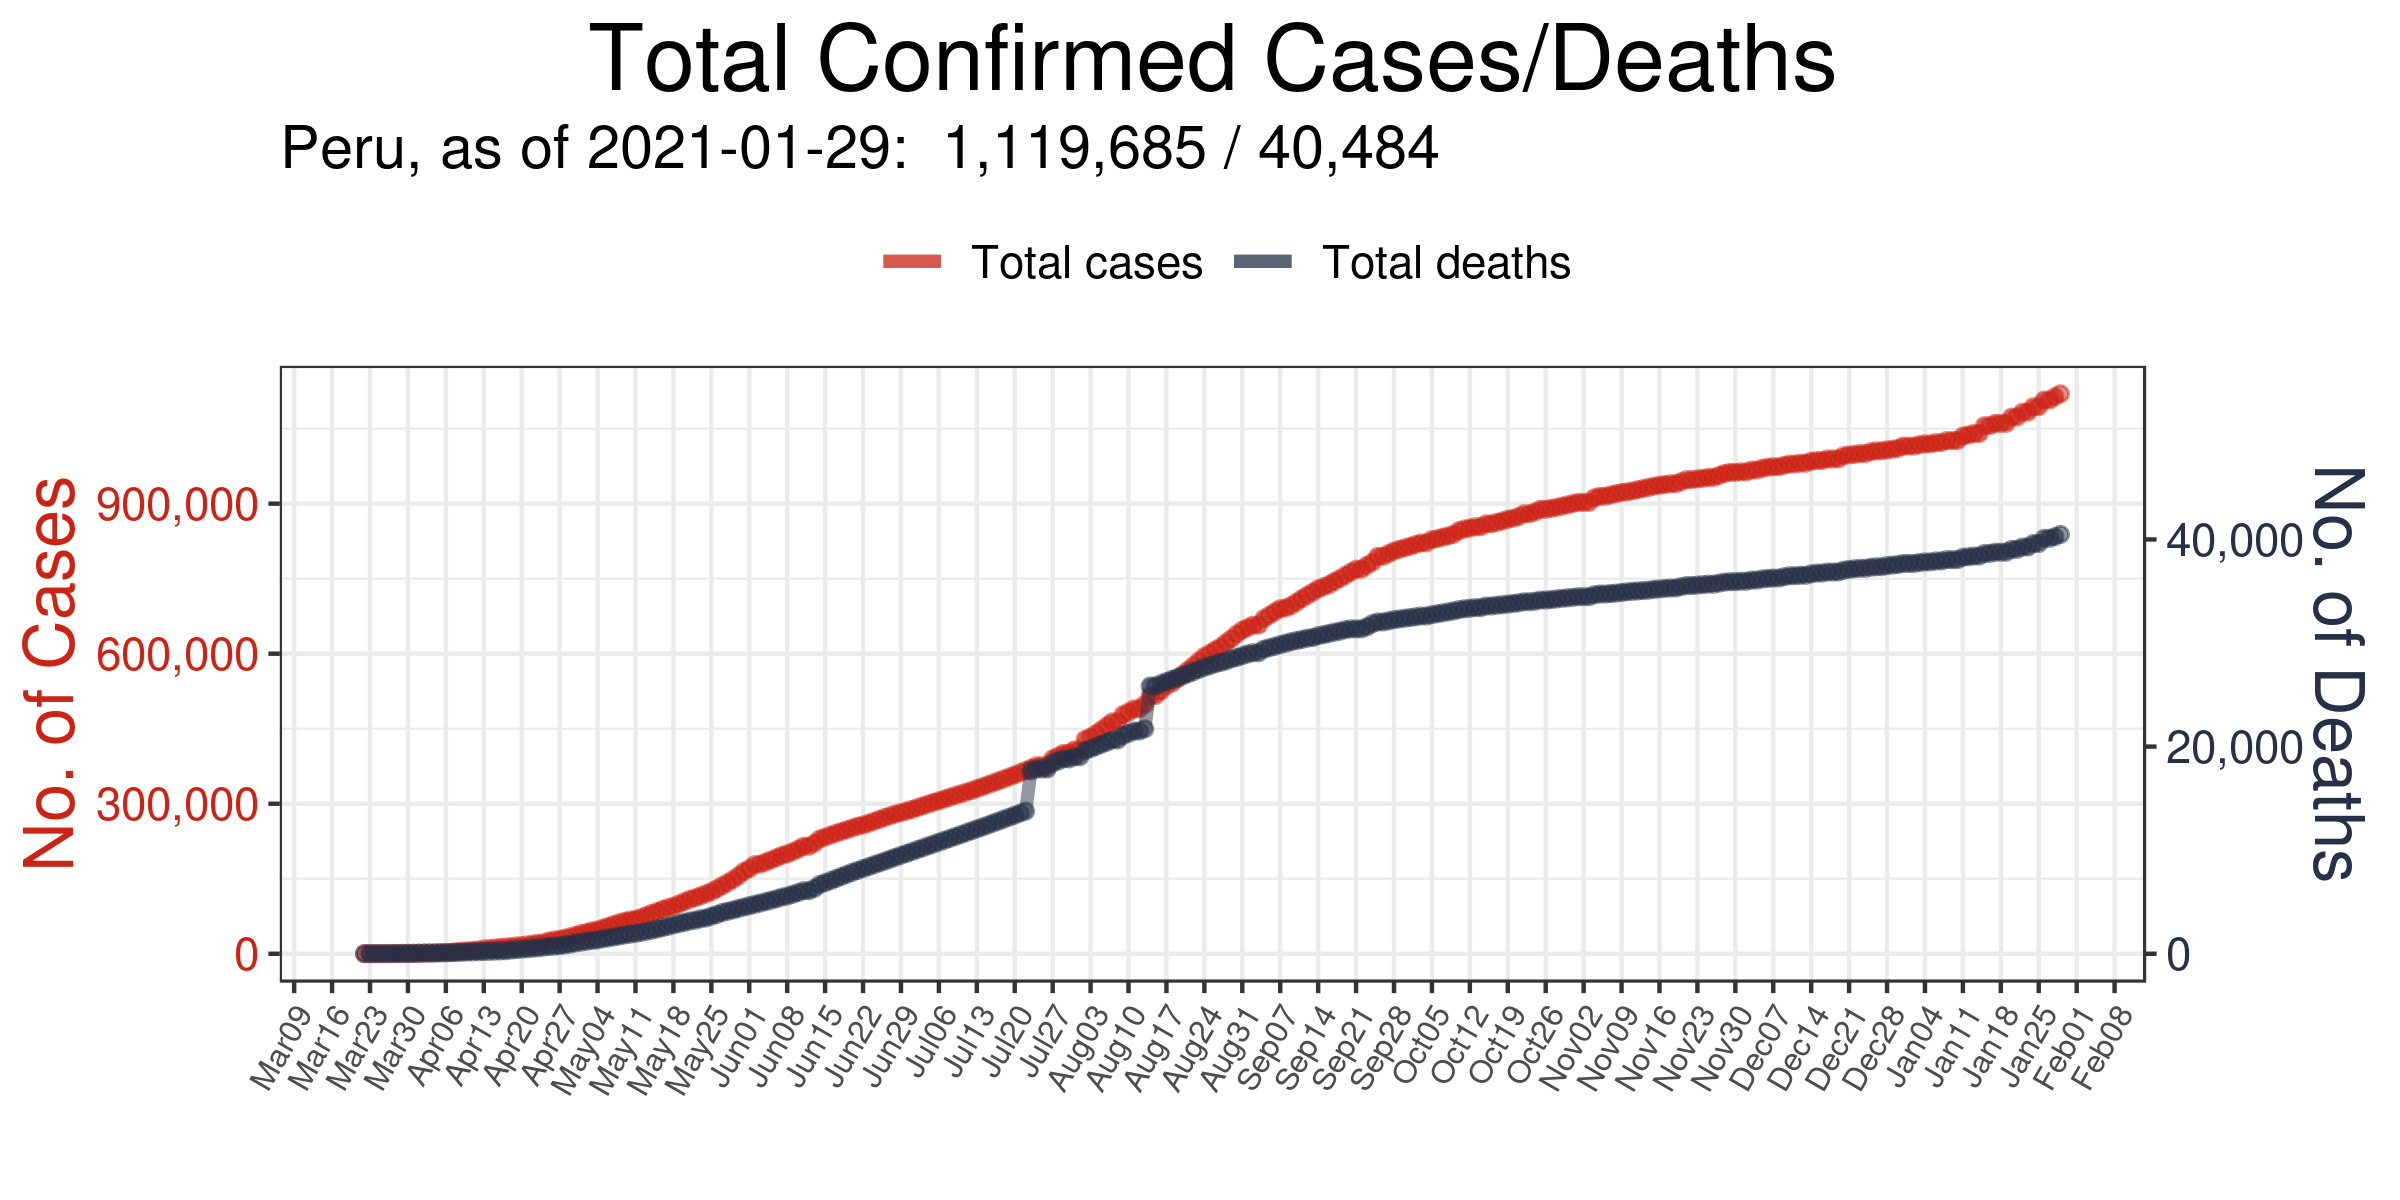 Total Confirmed Cases/Deaths
Peru, as of 2021-01-29:  1,119,685 / 40,484
Total cases
Total deaths
No. of Cases
900,000
600,000
300,000
0
40,000
20,000
0
No. of Deaths
Mar09
Mar16
Mar23
Mar30
Apr06
Apr13
Apr20
Apr27
May04
May11
May18
May25
Jun01
Jun08
Jun15
Jun22
Jun29
Jul06
Jul13
Jul20
Jul27
Aug03
Aug10
Aug17
Aug24
Aug31
Sep07
Sep14
Sep21
Sep28
Oct05
Oct12
Oct19
Oct26
Nov02
Nov09
Nov16
Nov23
Nov30
Dec07
Dec14
Dec21
Dec28
Jan04
Jan11
Jan18
Jan25
Feb01
Feb08